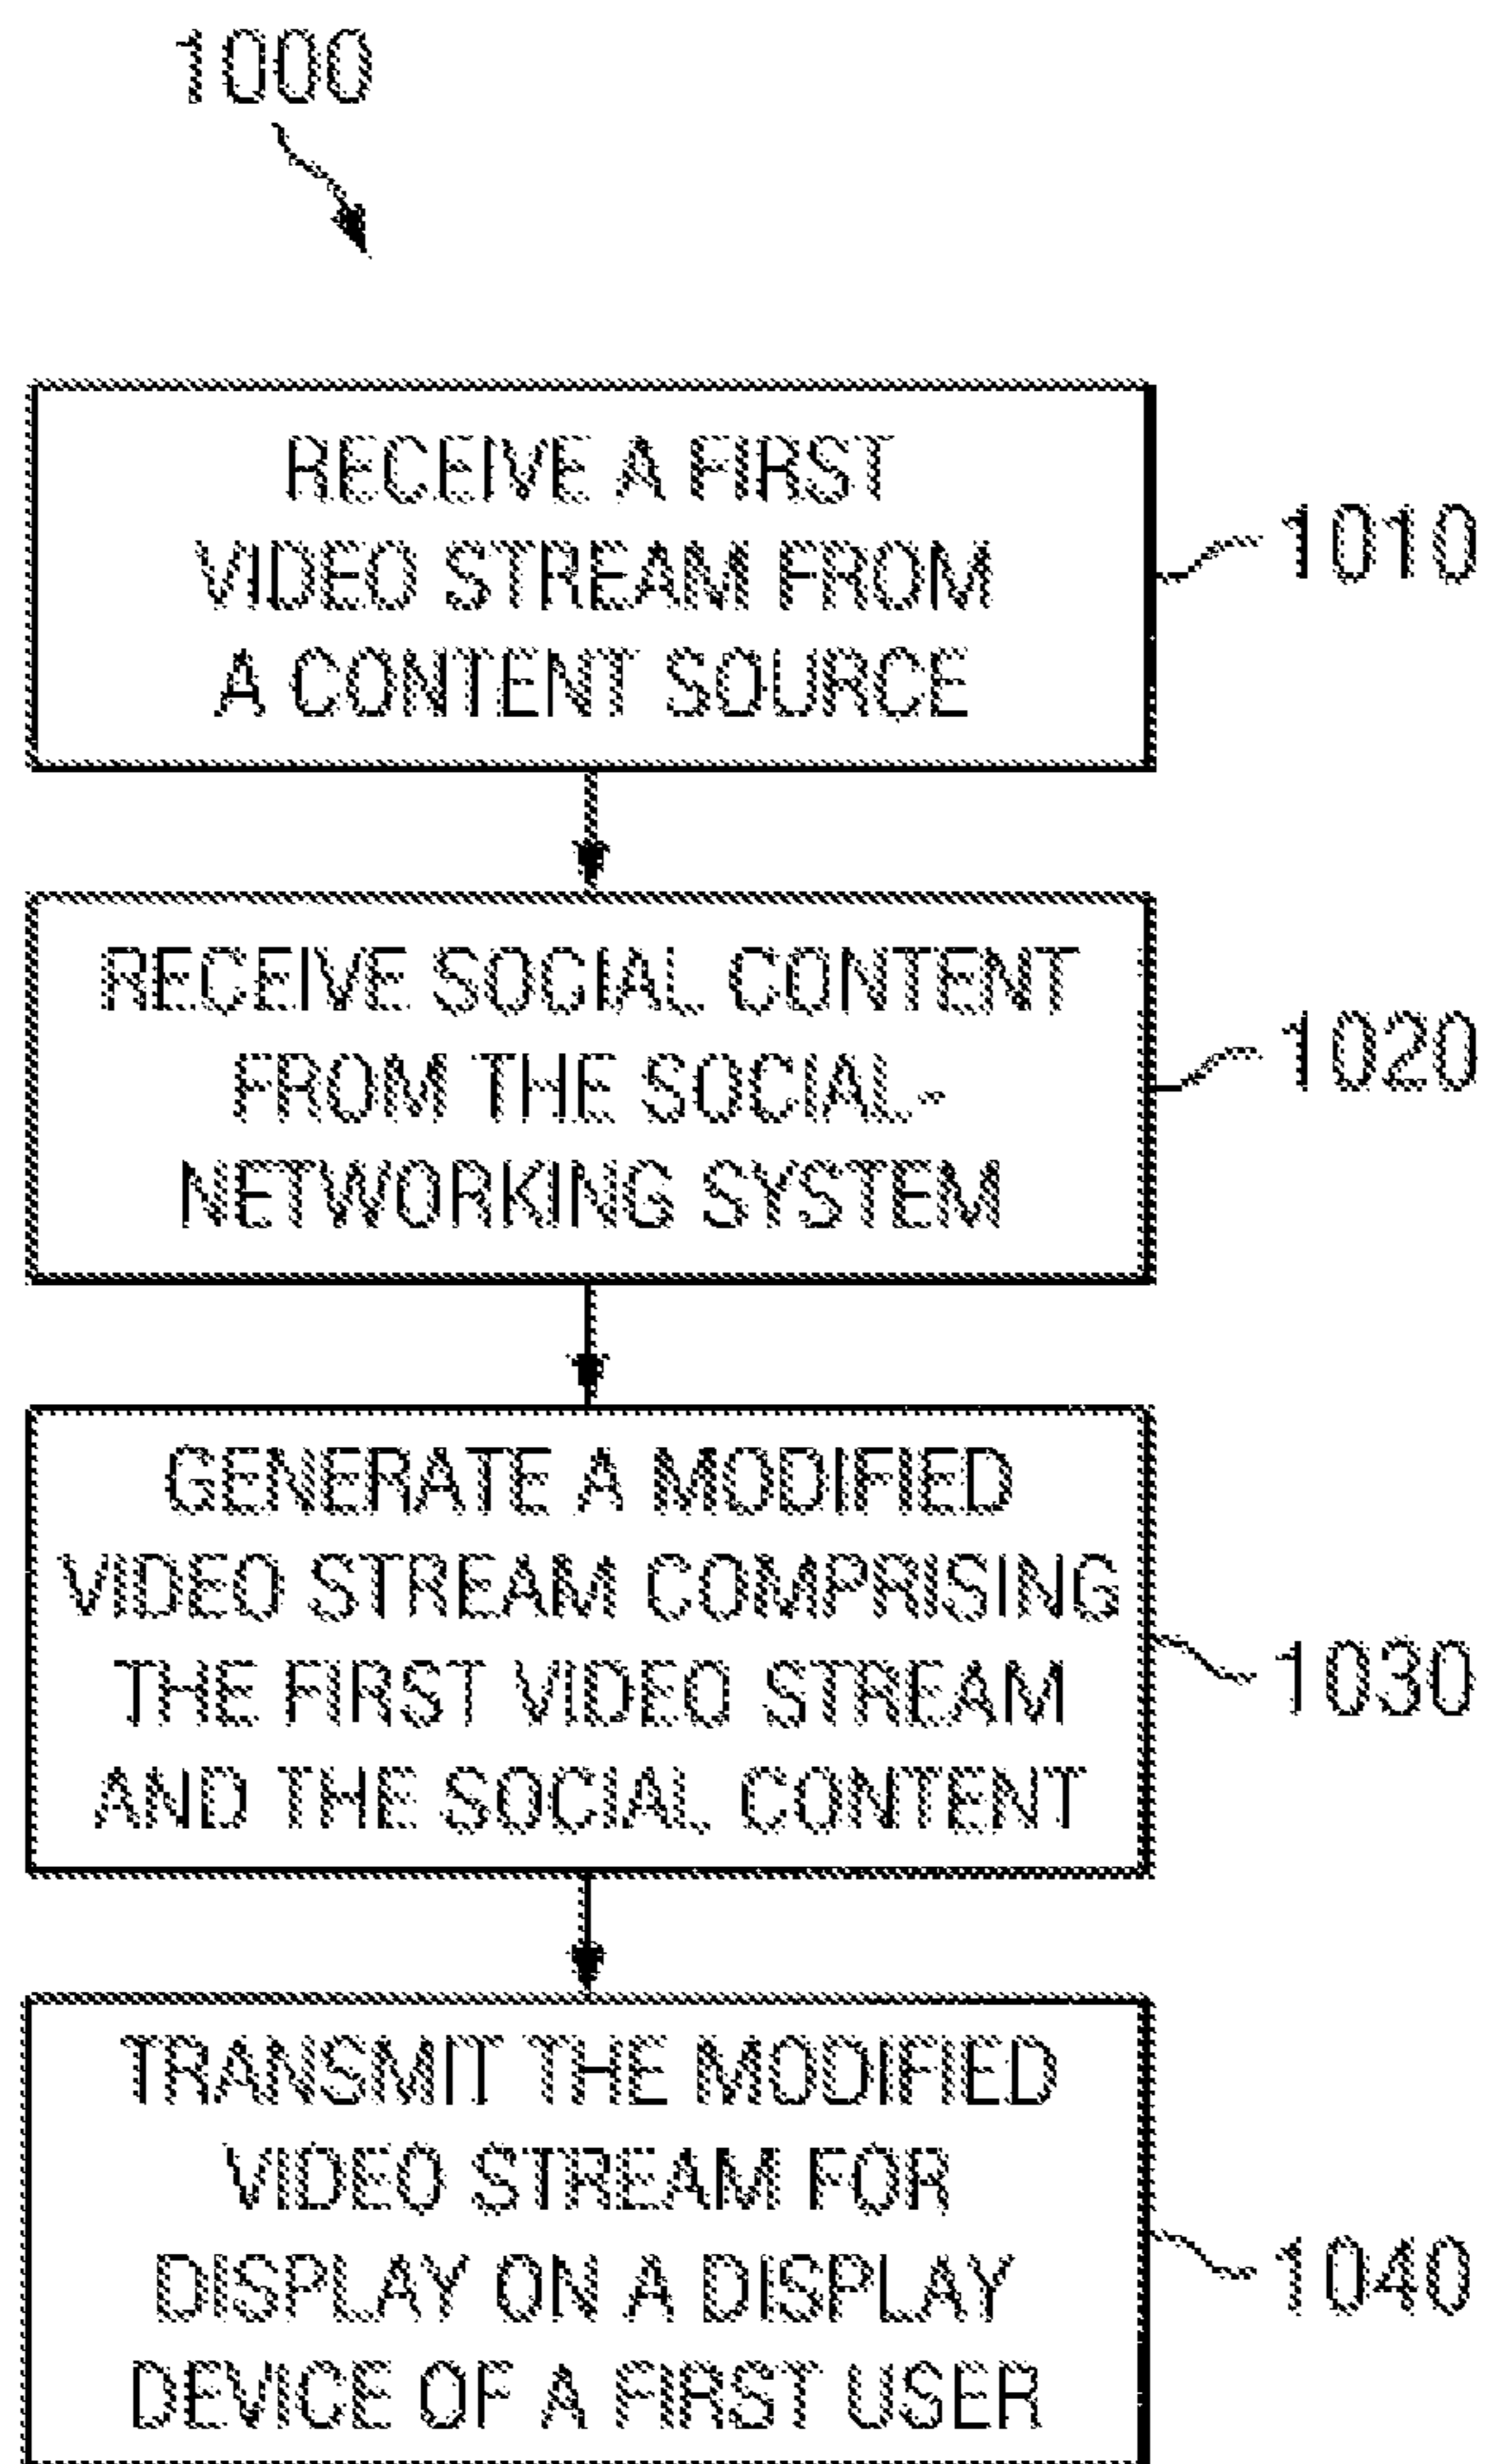 1000
RECEIVE A FIRST
VIDEO STREAM FROM
A CONTENT SOURCE
1010
RECEIVE SOCIAL CONTENT
FROM THE SOCIAL-
NETWORKING SYSTEM
1020
GENERATE A MODIFIED
VIDEO STREAM COMPRISING
THE FIRST VIDEO STREAM
AND THE SOCIAL CONTENT
1030
TRANSMIT THE MODIFIED
VIDEO STREAM FOR
DISPLAY ON A DISPLAY
DEVICE OF A FIRST USER
1040